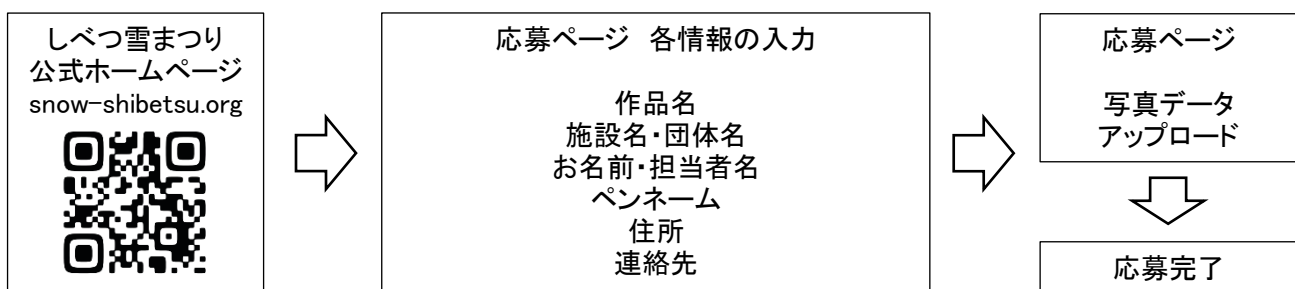 しべつ雪まつり
公式ホームページ
snow-shibetsu.org
応募ページ 各情報の入力
作品名
施設名・団体名
お名前・担当者名
ペンネーム
住所
連絡先
応募ページ
写真データ
アップロード
応募完了